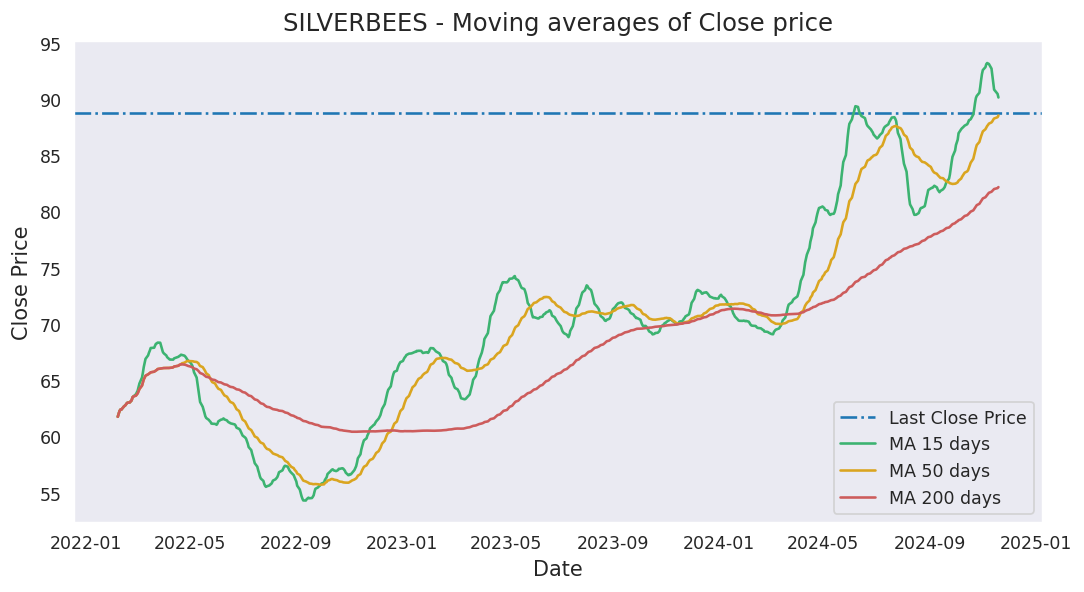 SILVERBEES - Moving averages of Close price
95
90
85
80
75
70
65
60
55
Close Price
2022-01 2022-05 2022-09 2023-01 2023-05 2023-09 2024-01 2024-05 2024-09 2025-01
Date
Last Close Price
MA 15 days
MA 50 days
MA 200 days